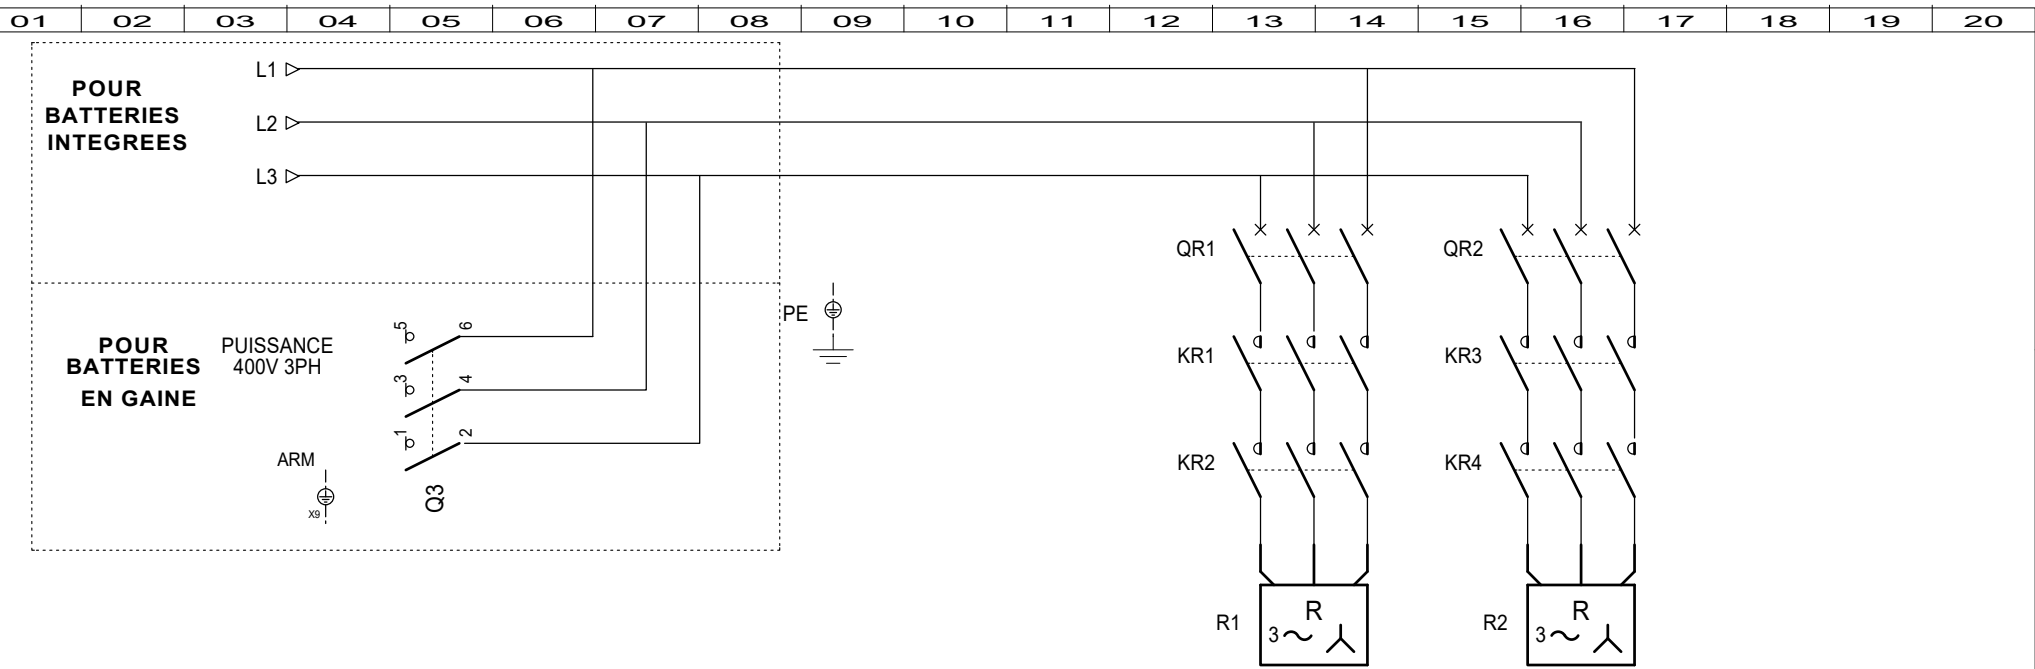 01 02 03 04 05 06 07 08 09 10 11 12 13 14 15 16 17 18 19 20
POUR
BATTERIES
INTEGREES
L1
L2
L3
QR1
QR2
PE
POUR
BATTERIES
EN GAINE
PUISSANCE
400V 3PH
5 6
3 4
1 2
Q3
ARM
X9
KR1
KR3
KR2
KR4
R1
R
3
R2
R
3